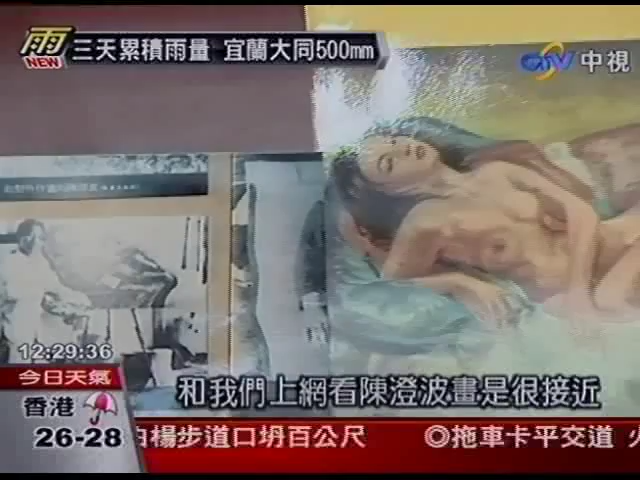 雨 三天累積雨量 宜蘭大同500mm
NEW
CTV 中視
12:29:36
今日天氣
香港
26-28
和我們上網看陳澄波畫是很接近
白楊步道口坍百公尺 ◎拖車卡平交道